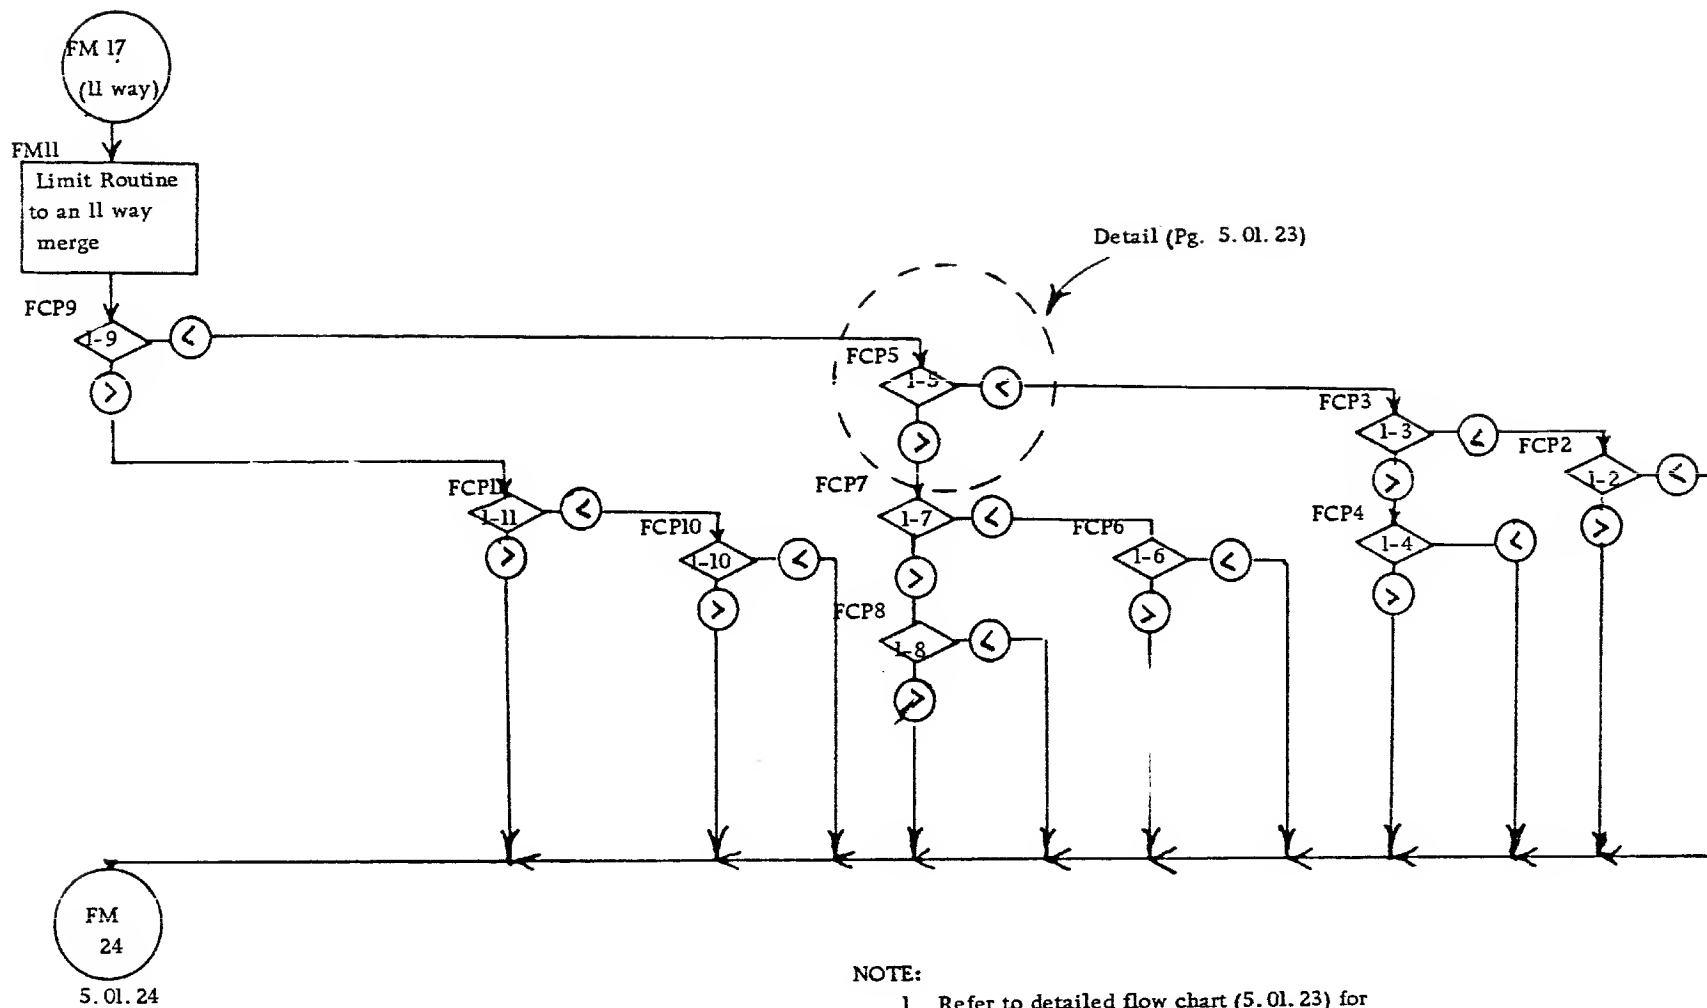 FM 17
(11 way)
FM11
Limit Routine
to an 11 way
merge
Detail (Pg. 5.01.23)
FCP9
1-9
<
>
FCP5
1-5
<
>
FCP3
1-3
<
>
FCP2
1-2
<
>
FCP11
1-11
<
>
FCP10
1-10
<
>
FCP7
1-7
<
>
FCP6
1-6
<
>
FCP4
1-4
<
>
FCP8
1-8
<
>
FM
24
5.01.24
NOTE:
1 Refer to detailed flow chart (5.01.23) for